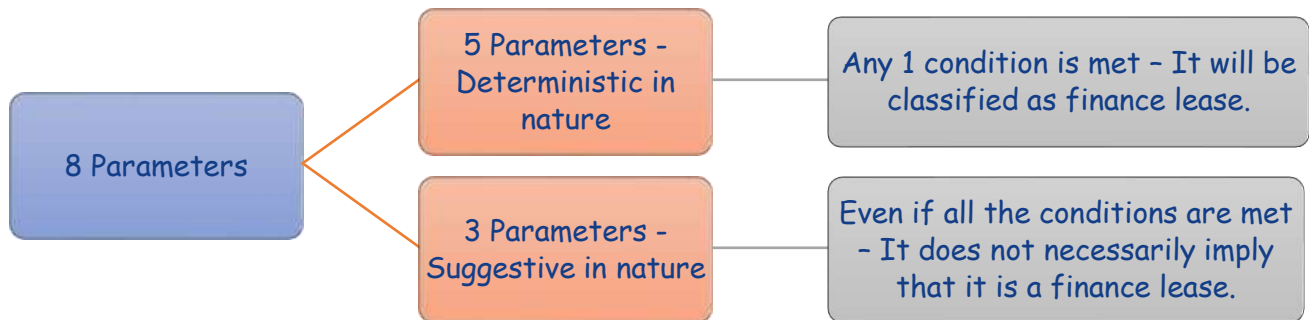 8 Parameters
5 Parameters -
Deterministic in
nature
Any 1 condition is met – It will be
classified as finance lease.
3 Parameters -
Suggestive in nature
Even if all the conditions are met
– It does not necessarily imply
that it is a finance lease.